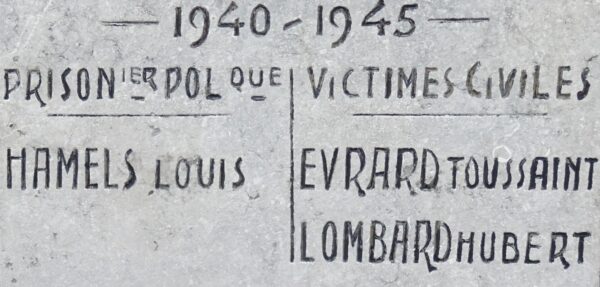 — 1940 - 1945 —
PRISONIER POLQUE
HAMELS LOUIS
VICTIMES CIVILES
EVRARD TOUSSAINT
LOMBARD HUBERT